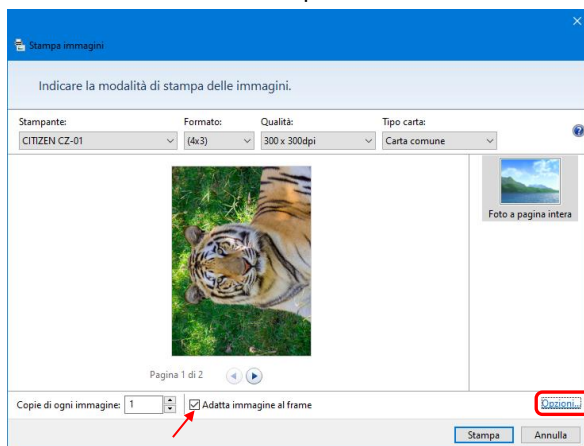 Stampa immagini
Indicare la modalità di stampa delle immagini.
Stampante: Formato: Qualità: Tipo carta:
CITIZEN CZ-01 (4x3) 300 x 300dpi Carta comune
Foto a pagina intera
Pagina 1 di 2
Copie di ogni immagine: 1 Adatta immagine al frame Opzioni...
Stampa Annulla